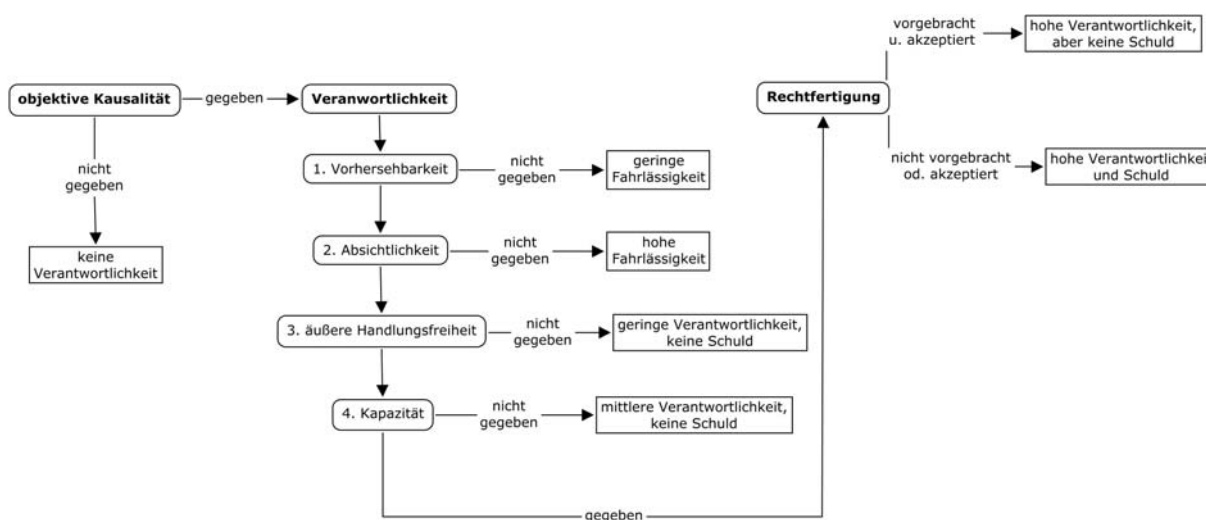 objektive Kausalität
gegeben
Veranwortlichkeit
nicht
gegeben
keine
Verantwortlichkeit
1. Vorhersehbarkeit
nicht
gegeben
geringe
Fahrlässigkeit
2. Absichtlichkeit
nicht
gegeben
hohe
Fahrlässigkeit
3. äußere Handlungsfreiheit
nicht
gegeben
geringe Verantwortlichkeit,
keine Schuld
4. Kapazität
nicht
gegeben
mittlere Verantwortlichkeit,
keine Schuld
gegeben
Rechtfertigung
vorgebracht
u. akzeptiert
hohe Verantwortlichkeit,
aber keine Schuld
nicht vorgebracht
od. akzeptiert
hohe Verantwortlichkeit
und Schuld